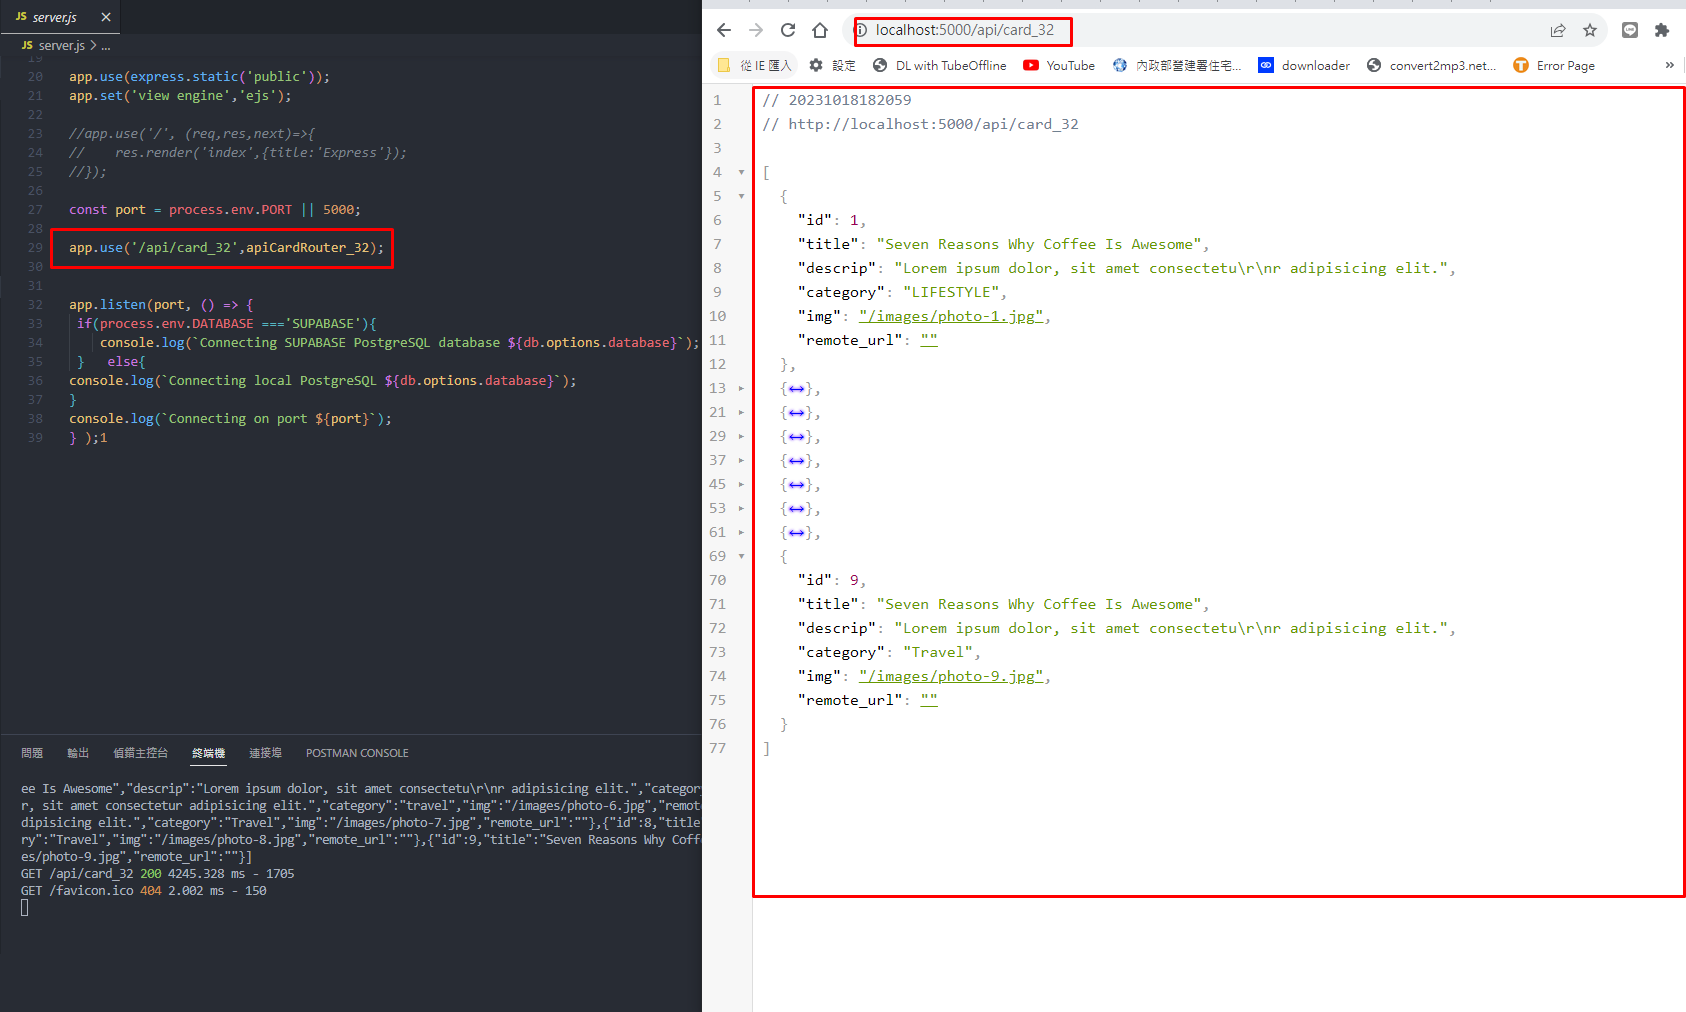 JS server.js ×
JS server.js > ...
19
20 app.use(express.static('public'));
21 app.set('view engine','ejs');
22
23 //app.use('/', (req,res,next)=>{
24 //    res.render('index',{title:'Express'});
25 //});
26
27 const port = process.env.PORT || 5000;
28
29 app.use('/api/card_32',apiCardRouter_32);
30
31
32 app.listen(port, () => {
33  if(process.env.DATABASE ==='SUPABASE'){
34     console.log(`Connecting SUPABASE PostgreSQL database ${db.options.database}`);
35  }   else{
36 console.log(`Connecting local PostgreSQL ${db.options.database}`);
37 }
38 console.log(`Connecting on port ${port}`);
39 } );1
問題 輸出 偵錯主控台 終端機 連接埠 POSTMAN CONSOLE
ee Is Awesome","descrip":"Lorem ipsum dolor, sit amet consectetu\r\nr adipisicing elit.","categor
r, sit amet consectetur adipisicing elit.","category":"travel","img":"/images/photo-6.jpg","remot
dipisicing elit.","category":"Travel","img":"/images/photo-7.jpg","remote_url":""},{"id":8,"title
ry":"Travel","img":"/images/photo-8.jpg","remote_url":""},{"id":9,"title":"Seven Reasons Why Coff
es/photo-9.jpg","remote_url":""}]
GET /api/card_32 200 4245.328 ms - 1705
GET /favicon.ico 404 2.002 ms - 150
localhost:5000/api/card_32
從 IE 匯入 設定 DL with TubeOffline YouTube 內政部營建署住宅... downloader convert2mp3.net... Error Page »
1 // 20231018182059
2 // http://localhost:5000/api/card_32
3
4 [
5   {
6     "id": 1,
7     "title": "Seven Reasons Why Coffee Is Awesome",
8     "descrip": "Lorem ipsum dolor, sit amet consectetu\r\nr adipisicing elit.",
9     "category": "LIFESTYLE",
10     "img": "/images/photo-1.jpg",
11     "remote_url": ""
12   },
13   {↔},
21   {↔},
29   {↔},
37   {↔},
45   {↔},
53   {↔},
61   {↔},
69   {
70     "id": 9,
71     "title": "Seven Reasons Why Coffee Is Awesome",
72     "descrip": "Lorem ipsum dolor, sit amet consectetu\r\nr adipisicing elit.",
73     "category": "Travel",
74     "img": "/images/photo-9.jpg",
75     "remote_url": ""
76   }
77 ]